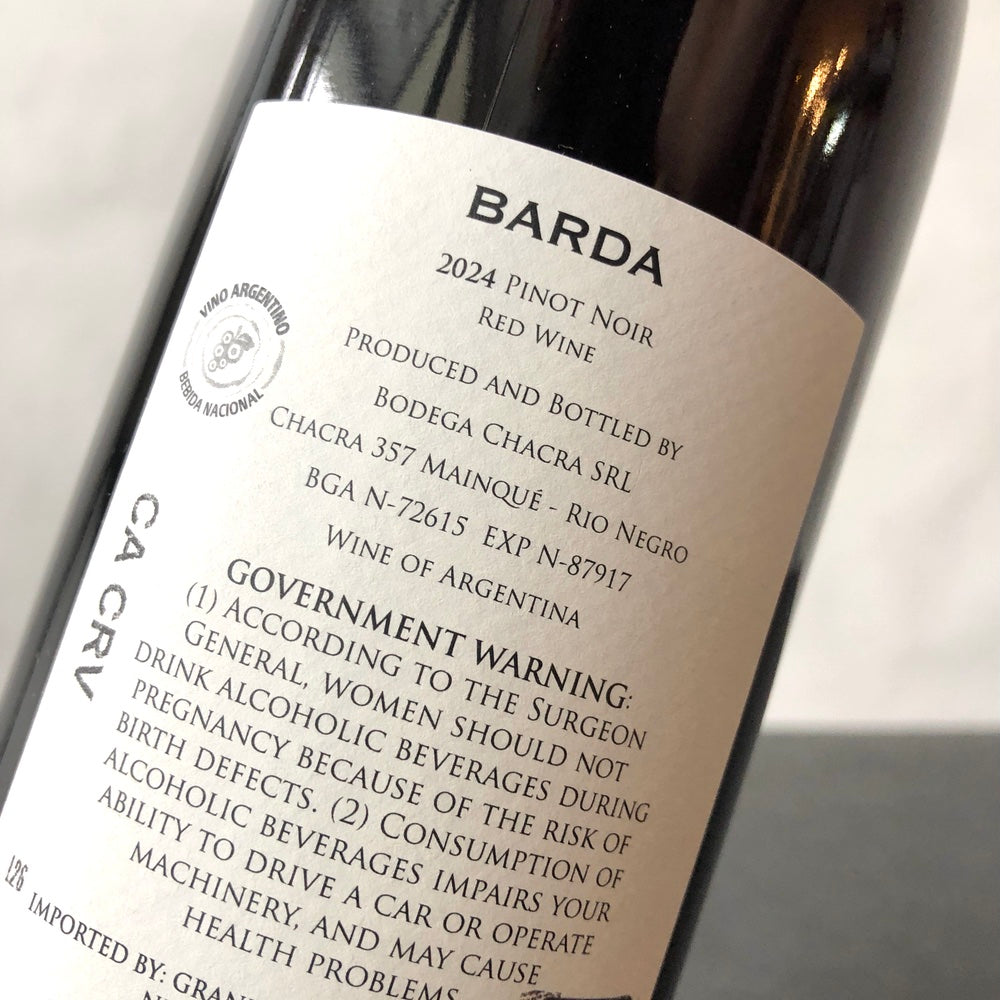 BARDA
2024 PINOT NOIR
RED WINE
PRODUCED AND BOTTLED BY
BODEGA CHACRA SRL
CHACRA 357 MAINQUÉ - RIO NEGRO
BGA N-72615 EXP N-87917
WINE OF ARGENTINA
VINO ARGENTINO
BEBIDA NACIONAL
CA CRV
GOVERNMENT WARNING:
(1) ACCORDING TO THE SURGEON
GENERAL, WOMEN SHOULD NOT
DRINK ALCOHOLIC BEVERAGES DURING
PREGNANCY BECAUSE OF THE RISK OF
BIRTH DEFECTS. (2) CONSUMPTION OF
ALCOHOLIC BEVERAGES IMPAIRS YOUR
ABILITY TO DRIVE A CAR OR OPERATE
MACHINERY, AND MAY CAUSE
HEALTH PROBLEMS
L26
IMPORTED BY: